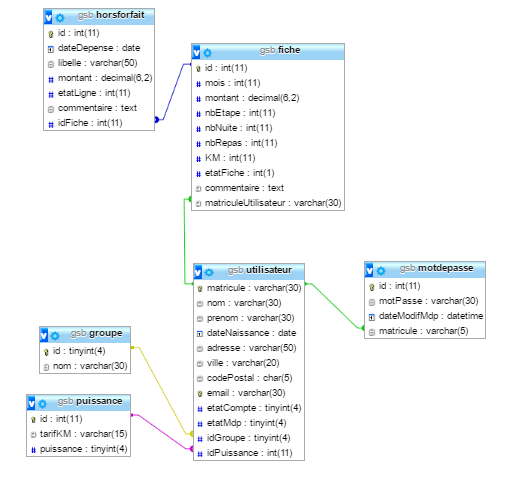 gsb horsforfait
id : int(11)
dateDepense : date
libelle : varchar(50)
montant : decimal(6,2)
etatLigne : int(11)
commentaire : text
idFiche : int(11)
gsb fiche
id : int(11)
mois : int(11)
montant : decimal(6,2)
nbEtape : int(11)
nbNuite : int(11)
nbRepas : int(11)
KM : int(11)
etatFiche : int(1)
commentaire : text
matriculeUtilisateur : varchar(30)
gsb utilisateur
matricule : varchar(30)
nom : varchar(30)
prenom : varchar(30)
dateNaissance : date
adresse : varchar(50)
ville : varchar(20)
codePostal : char(5)
email : varchar(30)
etatCompte : tinyint(4)
etatMdp : tinyint(4)
idGroupe : tinyint(4)
idPuissance : int(11)
gsb motdepasse
id : int(11)
motPasse : varchar(30)
dateModifMdp : datetime
matricule : varchar(5)
gsb groupe
id : tinyint(4)
nom : varchar(30)
gsb puissance
id : int(11)
tarifKM : varchar(15)
puissance : tinyint(4)